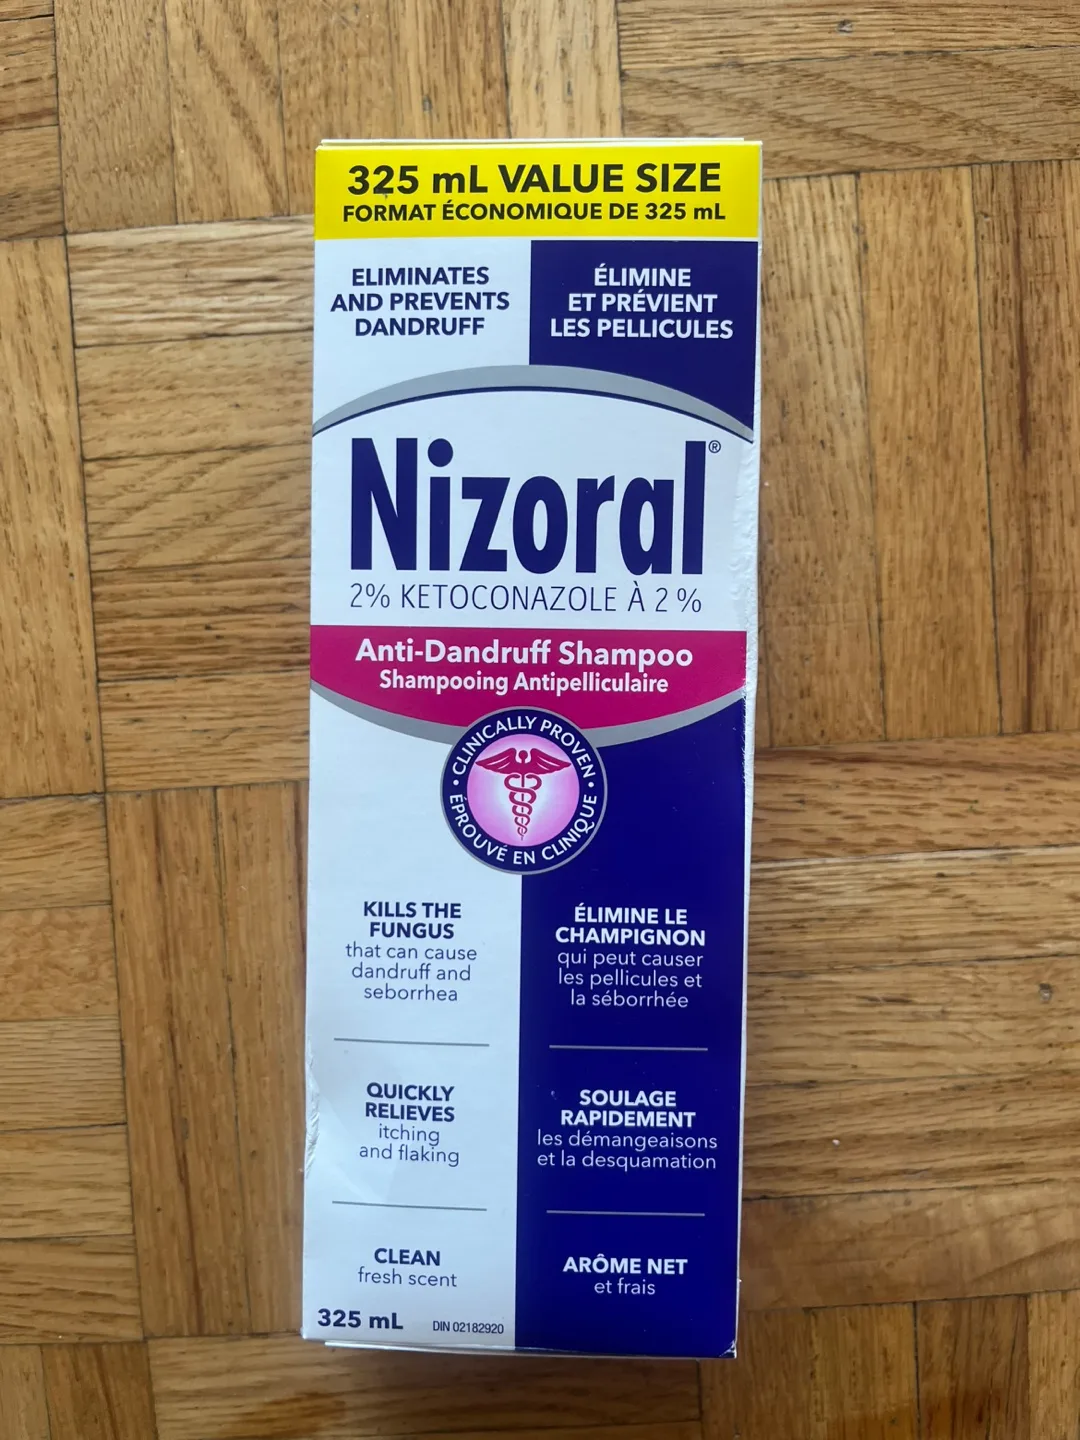 325 mL VALUE SIZE
FORMAT ÉCONOMIQUE DE 325 mL
ELIMINATES
AND PREVENTS
DANDRUFF
ÉLIMINE
ET PRÉVIENT
LES PELLICULES
Nizoral®
2% KETOCONAZOLE À 2 %
Anti-Dandruff Shampoo
Shampooing Antipelliculaire
• CLINICALLY PROVEN •
ÉPROUVÉ EN CLINIQUE
KILLS THE
FUNGUS
that can cause
dandruff and
seborrhea
ÉLIMINE LE
CHAMPIGNON
qui peut causer
les pellicules et
la séborrhée
QUICKLY
RELIEVES
itching
and flaking
SOULAGE
RAPIDEMENT
les démangeaisons
et la desquamation
CLEAN
fresh scent
ARÔME NET
et frais
325 mL
DIN 02182920